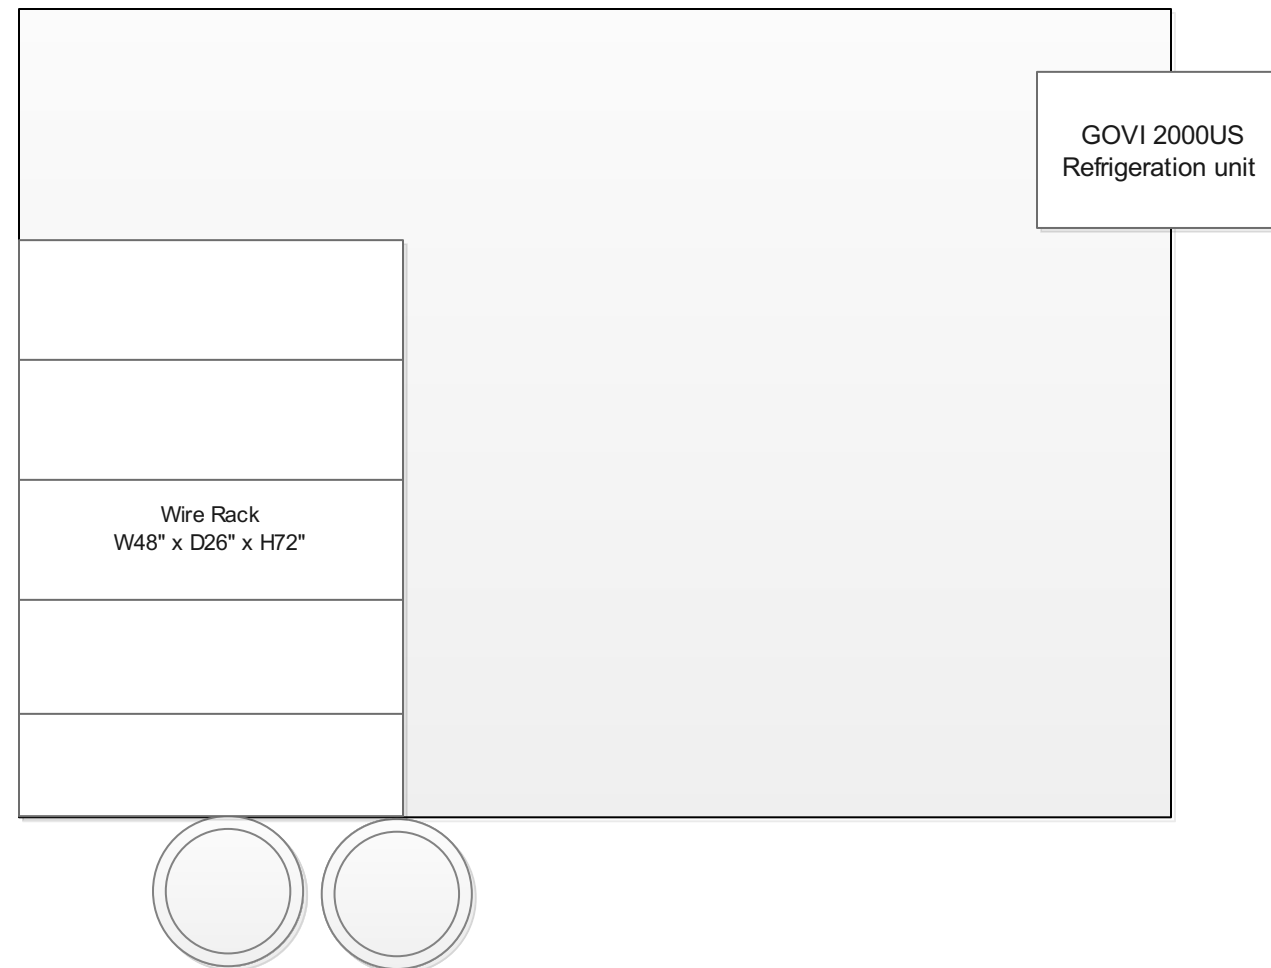 GOVI 2000US
Refrigeration unit
Wire Rack
W48" x D26" x H72"